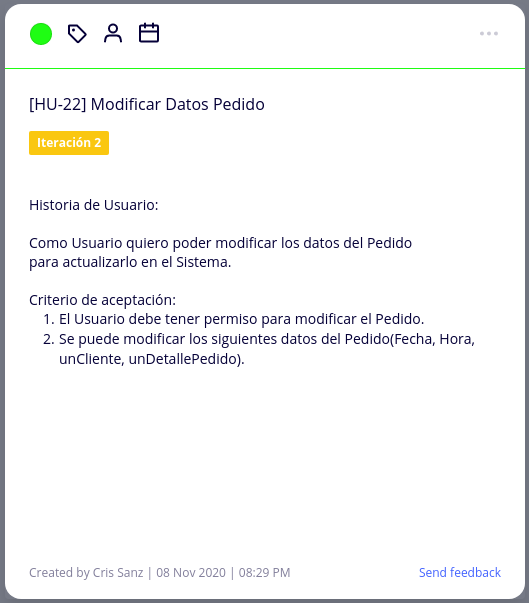 [HU-22] Modificar Datos Pedido
Iteración 2
Historia de Usuario:
Como Usuario quiero poder modificar los datos del Pedido
para actualizarlo en el Sistema.
Criterio de aceptación:
1. El Usuario debe tener permiso para modificar el Pedido.
2. Se puede modificar los siguientes datos del Pedido(Fecha, Hora,
unCliente, unDetallePedido).
Created by Cris Sanz | 08 Nov 2020 | 08:29 PM
Send feedback